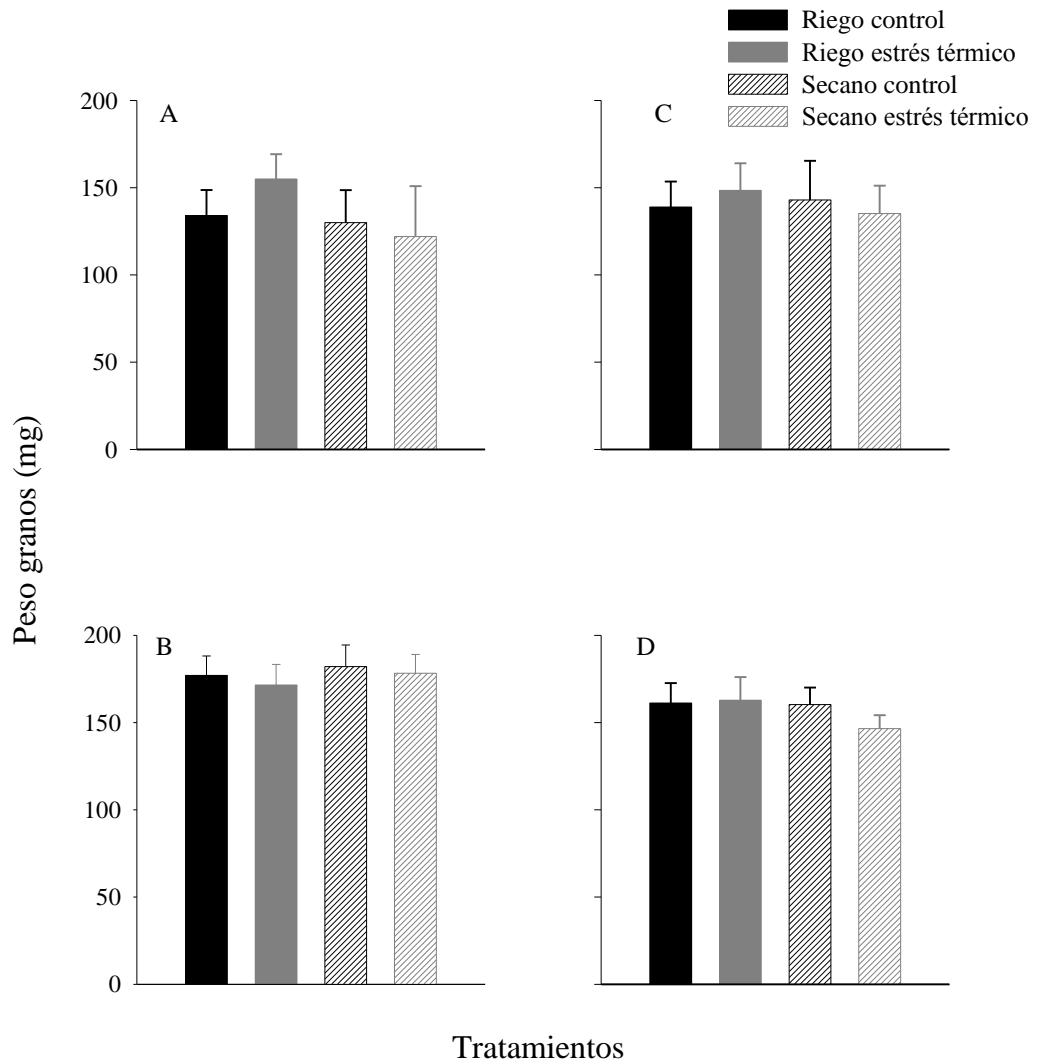 Riego control
Riego estrés térmico
Secano control
Secano estrés térmico
Peso granos (mg)
A
200
150
100
50
0
C
B
200
150
100
50
0
D
Tratamientos